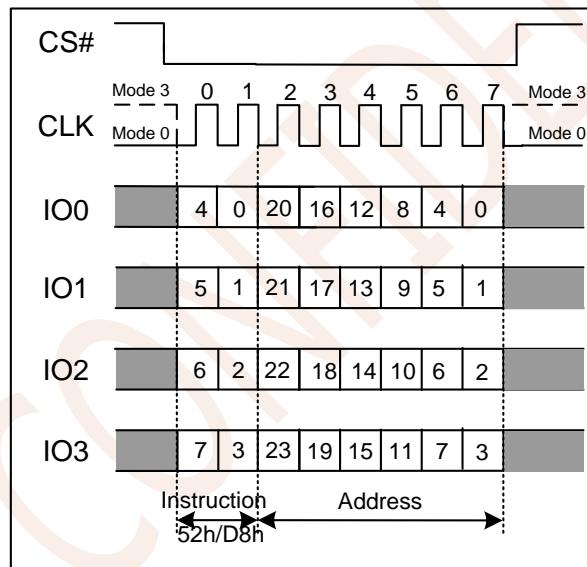 CS#
Mode 3 0 1 2 3 4 5 6 7 Mode 3
CLK
Mode 0 Mode 0
IO0 4 0 20 16 12 8 4 0
IO1 5 1 21 17 13 9 5 1
IO2 6 2 22 18 14 10 6 2
IO3 7 3 23 19 15 11 7 3
Instruction Address
52h/D8h